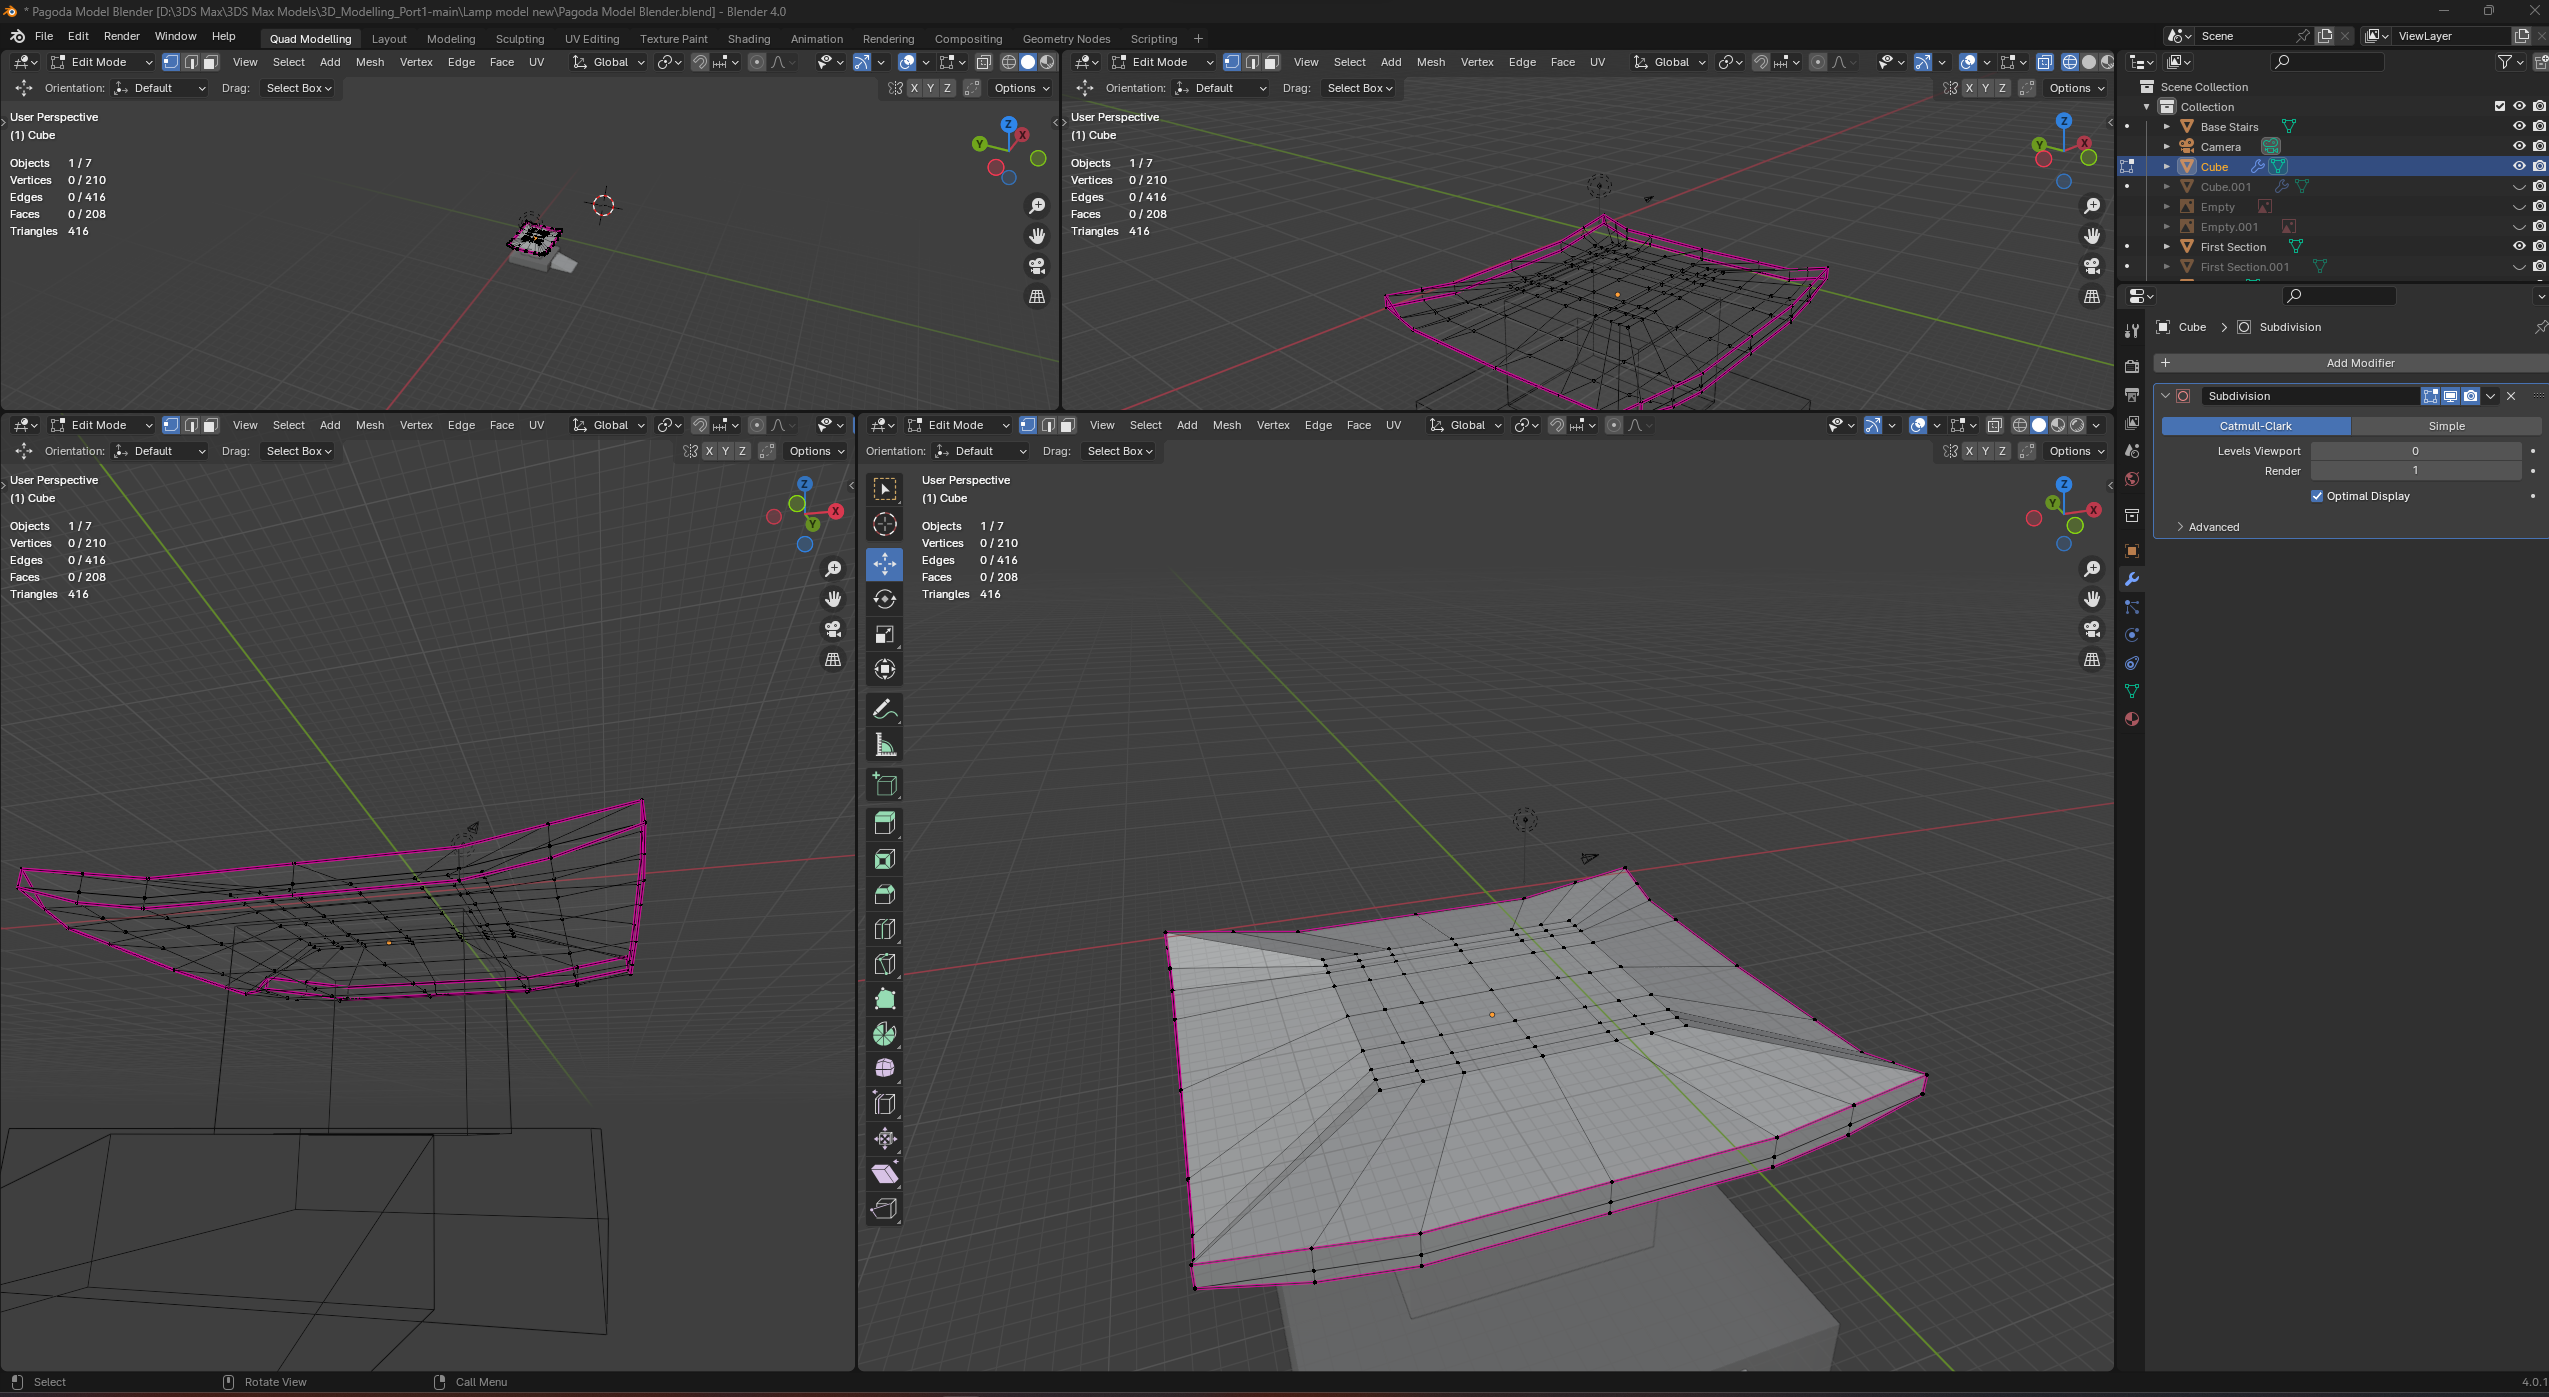 * Pagoda Model Blender [D:\3DS Max\3DS Max Models\3D_Modelling_Port1-main\Lamp model new\Pagoda Model Blender.blend] - Blender 4.0
File Edit Render Window Help Quad Modelling Layout Modeling Sculpting UV Editing Texture Paint Shading Animation Rendering Compositing Geometry Nodes Scripting + Scene ViewLayer
Edit Mode View Select Add Mesh Vertex Edge Face UV Global
Orientation: Default Drag: Select Box X Y Z Options
User Perspective
(1) Cube
Objects 1 / 7
Vertices 0 / 210
Edges 0 / 416
Faces 0 / 208
Triangles 416
Z
X
Y
Edit Mode View Select Add Mesh Vertex Edge Face UV Global
Orientation: Default Drag: Select Box X Y Z Options
User Perspective
(1) Cube
Objects 1 / 7
Vertices 0 / 210
Edges 0 / 416
Faces 0 / 208
Triangles 416
Z
Y X
Edit Mode View Select Add Mesh Vertex Edge Face UV Global
Orientation: Default Drag: Select Box X Y Z Options
User Perspective
(1) Cube
Objects 1 / 7
Vertices 0 / 210
Edges 0 / 416
Faces 0 / 208
Triangles 416
Z
X
Y
Edit Mode View Select Add Mesh Vertex Edge Face UV Global
Orientation: Default Drag: Select Box X Y Z Options
User Perspective
(1) Cube
Objects 1 / 7
Vertices 0 / 210
Edges 0 / 416
Faces 0 / 208
Triangles 416
Z
Y X
Scene Collection
Collection
Base Stairs
Camera
Cube
Cube.001
Empty
Empty.001
First Section
First Section.001
Cube > Subdivision
+ Add Modifier
Subdivision
Catmull-Clark Simple
Levels Viewport 0
Render 1
Optimal Display
Advanced
Select Rotate View Call Menu 4.0.1